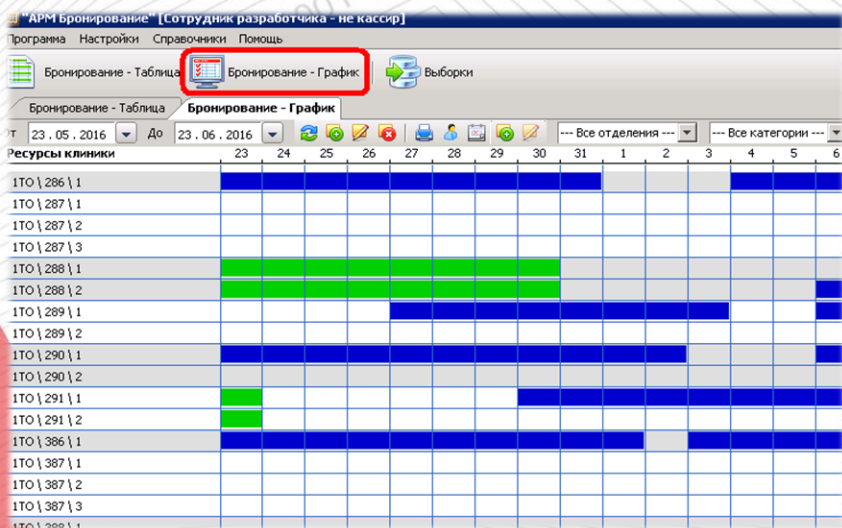 "АРМ Бронирование" [Сотрудник разработчика - не кассир]
Программа Настройки Справочники Помощь
Бронирование - Таблица Бронирование - График Выборки
Бронирование - Таблица Бронирование - График
От 23.05.2016 До 23.06.2016 --- Все отделения --- --- Все категории ---
Ресурсы клиники 23 24 25 26 27 28 29 30 31 1 2 3 4 5 6
1ТО \ 286 \ 1
1ТО \ 287 \ 1
1ТО \ 287 \ 2
1ТО \ 287 \ 3
1ТО \ 288 \ 1
1ТО \ 288 \ 2
1ТО \ 289 \ 1
1ТО \ 289 \ 2
1ТО \ 290 \ 1
1ТО \ 290 \ 2
1ТО \ 291 \ 1
1ТО \ 291 \ 2
1ТО \ 386 \ 1
1ТО \ 387 \ 1
1ТО \ 387 \ 2
1ТО \ 387 \ 3
1ТО \ 388 \ 1